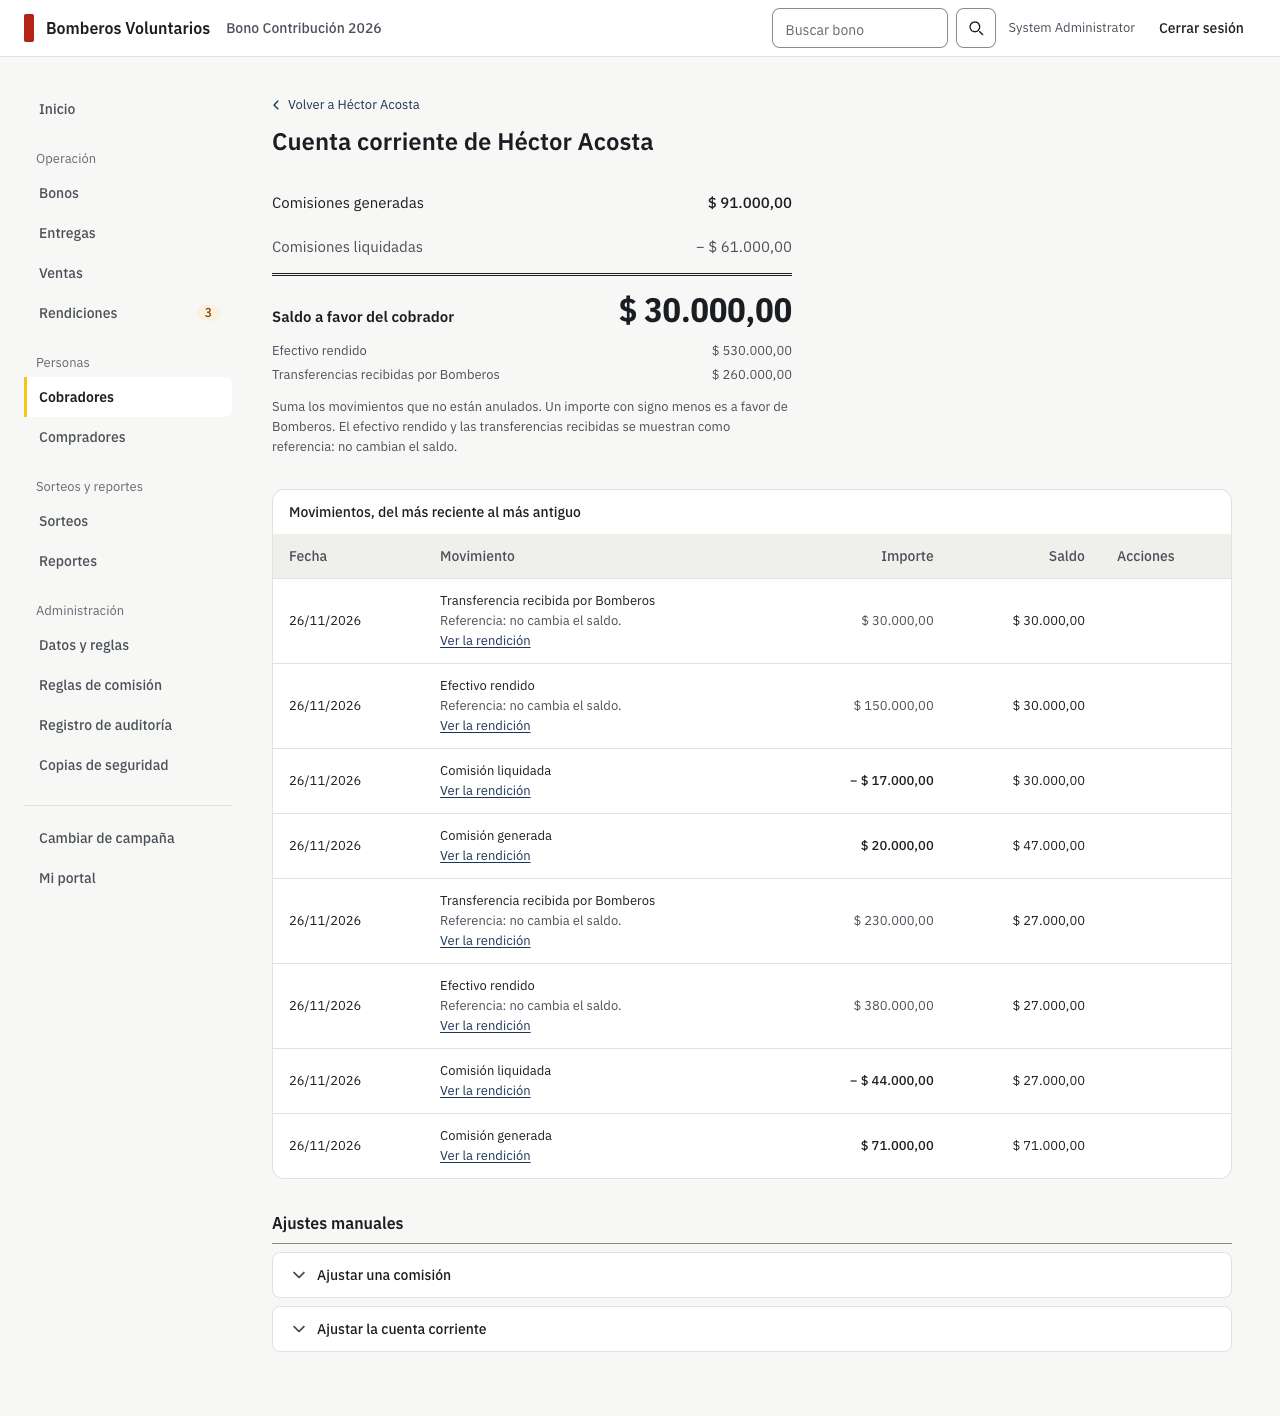 Bomberos Voluntarios
Bono Contribución 2026
Buscar bono
System Administrator
Cerrar sesión
Inicio
Operación
Bonos
Entregas
Ventas
Rendiciones 3
Personas
Cobradores
Compradores
Sorteos y reportes
Sorteos
Reportes
Administración
Datos y reglas
Reglas de comisión
Registro de auditoría
Copias de seguridad
Cambiar de campaña
Mi portal
Volver a Héctor Acosta
Cuenta corriente de Héctor Acosta
Comisiones generadas $ 91.000,00
Comisiones liquidadas − $ 61.000,00
Saldo a favor del cobrador $ 30.000,00
Efectivo rendido $ 530.000,00
Transferencias recibidas por Bomberos $ 260.000,00
Suma los movimientos que no están anulados. Un importe con signo menos es a favor de
Bomberos. El efectivo rendido y las transferencias recibidas se muestran como
referencia: no cambian el saldo.
Movimientos, del más reciente al más antiguo
Fecha Movimiento Importe Saldo Acciones
Transferencia recibida por Bomberos
26/11/2026 Referencia: no cambia el saldo. $ 30.000,00 $ 30.000,00
Ver la rendición
Efectivo rendido
26/11/2026 Referencia: no cambia el saldo. $ 150.000,00 $ 30.000,00
Ver la rendición
Comisión liquidada
26/11/2026 − $ 17.000,00 $ 30.000,00
Ver la rendición
Comisión generada
26/11/2026 $ 20.000,00 $ 47.000,00
Ver la rendición
Transferencia recibida por Bomberos
26/11/2026 Referencia: no cambia el saldo. $ 230.000,00 $ 27.000,00
Ver la rendición
Efectivo rendido
26/11/2026 Referencia: no cambia el saldo. $ 380.000,00 $ 27.000,00
Ver la rendición
Comisión liquidada
26/11/2026 − $ 44.000,00 $ 27.000,00
Ver la rendición
Comisión generada
26/11/2026 $ 71.000,00 $ 71.000,00
Ver la rendición
Ajustes manuales
Ajustar una comisión
Ajustar la cuenta corriente